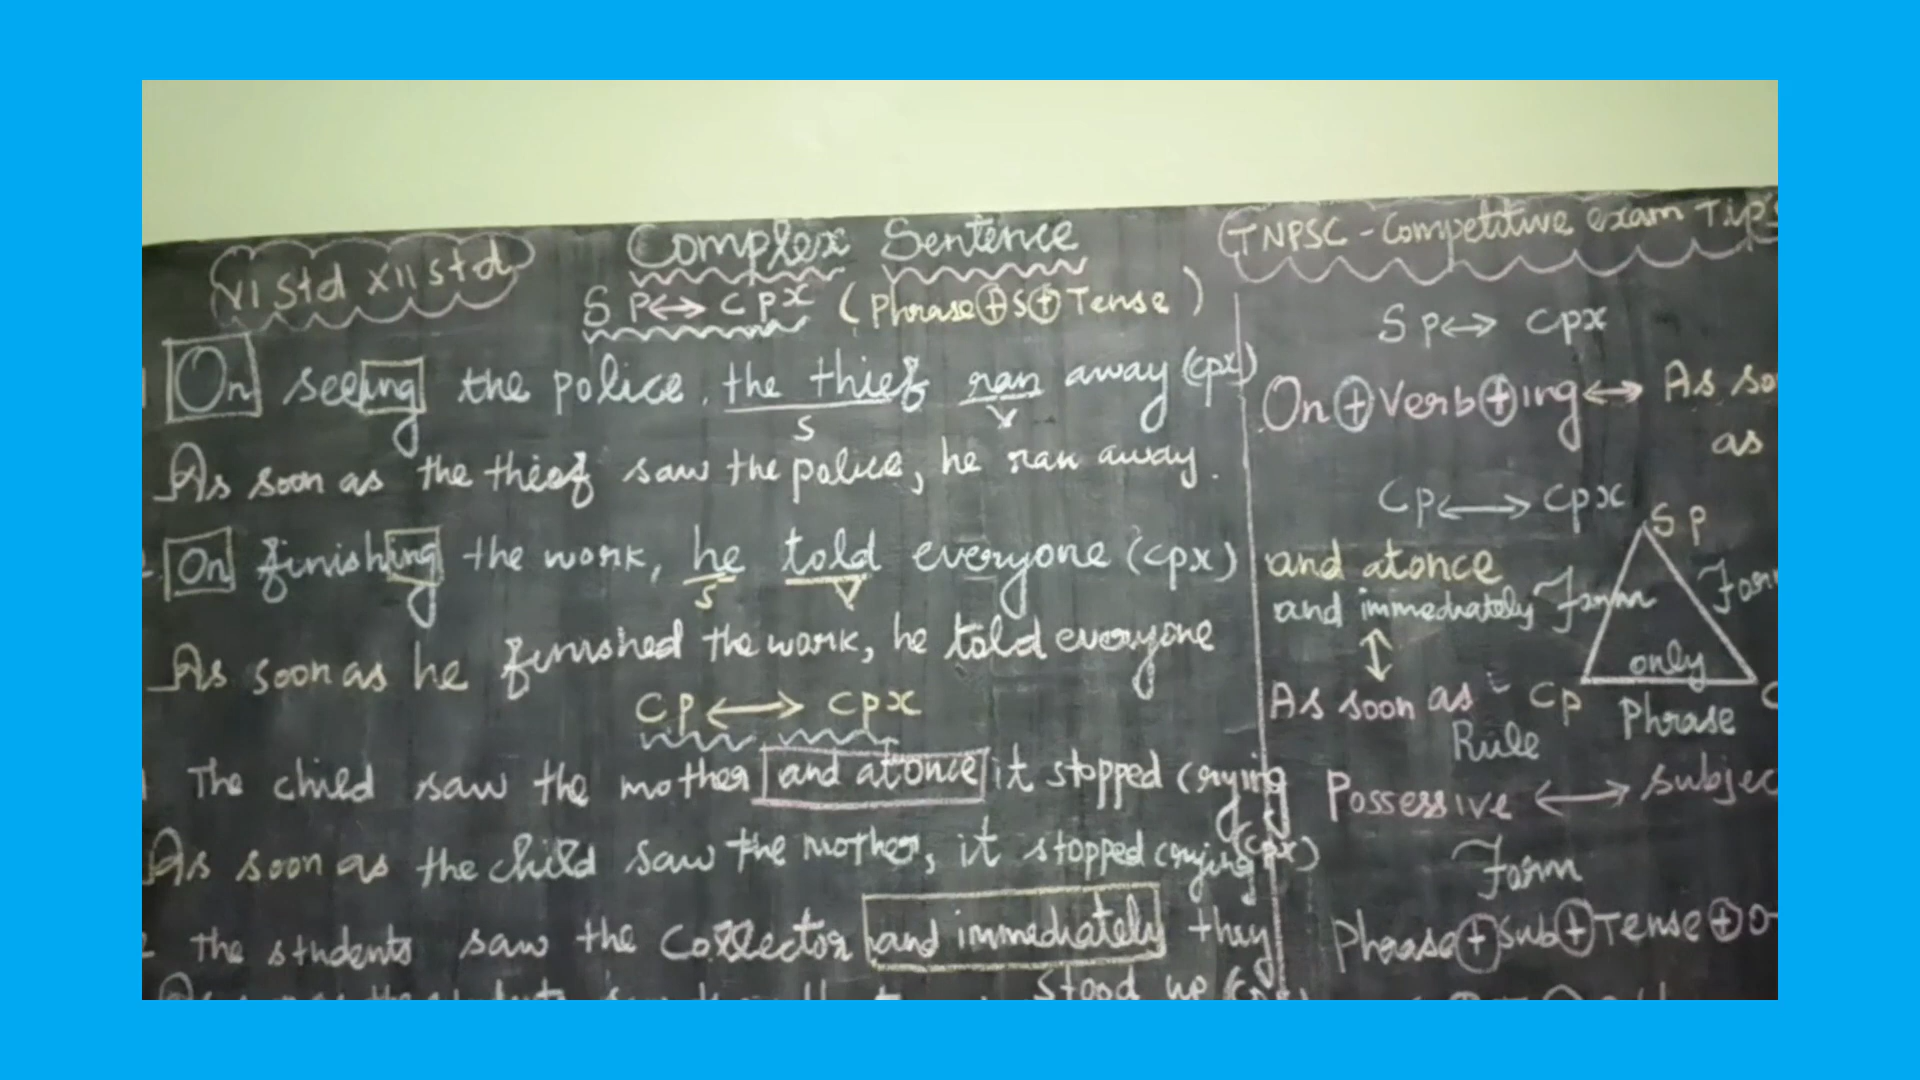 VI Std XII std
Complex Sentence
TNPSC - Competitive exam Tip's
S P ↔ cpx (Phrase + S + Tense)
On seeing the police, the thief ran away (cpx)
S V
As soon as the thief saw the police, he ran away.
On finishing the work, he told everyone (cpx)
S V
As soon as he finished the work, he told everyone
CP ↔ cpx
The child saw the mother and atonce it stopped crying
As soon as the child saw the mother, it stopped crying (cpx)
The students saw the Collector and immediately they
stood up
S P ↔ cpx
On + Verb + ing ↔ As so
as
CP ↔ cpx
and atonce
and immediately
↕
As soon as
SP
Form
Form
only
CP Phrase C
Rule
Possessive ↔ subjec
Form
Phrase + Sub + Tense + O